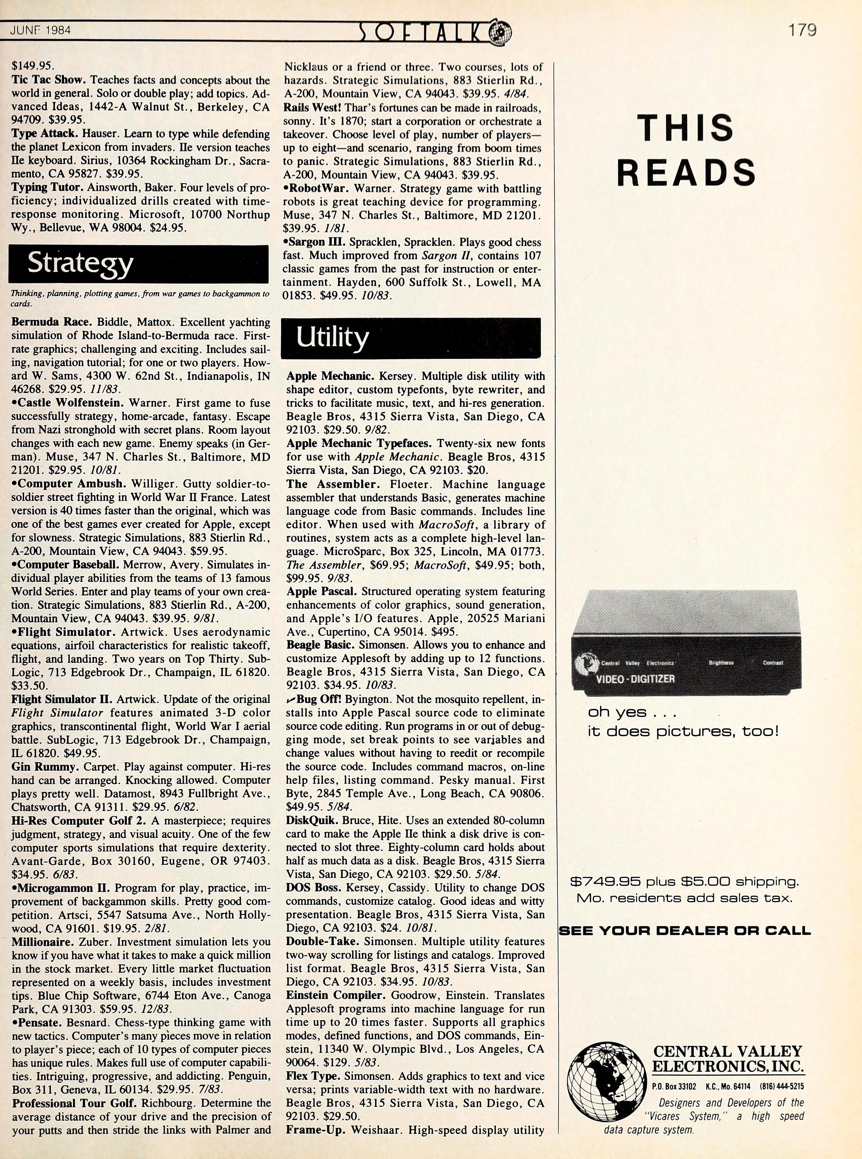 JUNE 1984
SOFTALK
179
$149.95.
Tic Tac Show. Teaches facts and concepts about the
world in general. Solo or double play; add topics. Ad-
vanced Ideas, 1442-A Walnut St., Berkeley, CA
94709. $39.95.
Type Attack. Hauser. Learn to type while defending
the planet Lexicon from invaders. IIe version teaches
IIe keyboard. Sirius, 10364 Rockingham Dr., Sacra-
mento, CA 95827. $39.95.
Typing Tutor. Ainsworth, Baker. Four levels of pro-
ficiency; individualized drills created with time-
response monitoring. Microsoft, 10700 Northup
Wy., Bellevue, WA 98004. $24.95.
Strategy
Thinking, planning, plotting games, from war games to backgammon to
cards.
Bermuda Race. Biddle, Mattox. Excellent yachting
simulation of Rhode Island-to-Bermuda race. First-
rate graphics; challenging and exciting. Includes sail-
ing, navigation tutorial; for one or two players. How-
ard W. Sams, 4300 W. 62nd St., Indianapolis, IN
46268. $29.95. 11/83.
•Castle Wolfenstein. Warner. First game to fuse
successfully strategy, home-arcade, fantasy. Escape
from Nazi stronghold with secret plans. Room layout
changes with each new game. Enemy speaks (in Ger-
man). Muse, 347 N. Charles St., Baltimore, MD
21201. $29.95. 10/81.
•Computer Ambush. Williger. Gutty soldier-to-
soldier street fighting in World War II France. Latest
version is 40 times faster than the original, which was
one of the best games ever created for Apple, except
for slowness. Strategic Simulations, 883 Stierlin Rd.,
A-200, Mountain View, CA 94043. $59.95.
•Computer Baseball. Merrow, Avery. Simulates in-
dividual player abilities from the teams of 13 famous
World Series. Enter and play teams of your own crea-
tion. Strategic Simulations, 883 Stierlin Rd., A-200,
Mountain View, CA 94043. $39.95. 9/81.
•Flight Simulator. Artwick. Uses aerodynamic
equations, airfoil characteristics for realistic takeoff,
flight, and landing. Two years on Top Thirty. Sub-
Logic, 713 Edgebrook Dr., Champaign, IL 61820.
$33.50.
Flight Simulator II. Artwick. Update of the original
Flight Simulator features animated 3-D color
graphics, transcontinental flight, World War I aerial
battle. SubLogic, 713 Edgebrook Dr., Champaign,
IL 61820. $49.95.
Gin Rummy. Carpet. Play against computer. Hi-res
hand can be arranged. Knocking allowed. Computer
plays pretty well. Datamost, 8943 Fullbright Ave.,
Chatsworth, CA 91311. $29.95. 6/82.
Hi-Res Computer Golf 2. A masterpiece; requires
judgment, strategy, and visual acuity. One of the few
computer sports simulations that require dexterity.
Avant-Garde, Box 30160, Eugene, OR 97403.
$34.95. 6/83.
•Microgammon II. Program for play, practice, im-
provement of backgammon skills. Pretty good com-
petition. Artsci, 5547 Satsuma Ave., North Holly-
wood, CA 91601. $19.95. 2/81.
Millionaire. Zuber. Investment simulation lets you
know if you have what it takes to make a quick million
in the stock market. Every little market fluctuation
represented on a weekly basis, includes investment
tips. Blue Chip Software, 6744 Eton Ave., Canoga
Park, CA 91303. $59.95. 12/83.
•Pensate. Besnard. Chess-type thinking game with
new tactics. Computer's many pieces move in relation
to player's piece; each of 10 types of computer pieces
has unique rules. Makes full use of computer capabili-
ties. Intriguing, progressive, and addicting. Penguin,
Box 311, Geneva, IL 60134. $29.95. 7/83.
Professional Tour Golf. Richbourg. Determine the
average distance of your drive and the precision of
your putts and then stride the links with Palmer and
Nicklaus or a friend or three. Two courses, lots of
hazards. Strategic Simulations, 883 Stierlin Rd.,
A-200, Mountain View, CA 94043. $39.95. 4/84.
Rails West! Thar's fortunes can be made in railroads,
sonny. It's 1870; start a corporation or orchestrate a
takeover. Choose level of play, number of players—
up to eight—and scenario, ranging from boom times
to panic. Strategic Simulations, 883 Stierlin Rd.,
A-200, Mountain View, CA 94043. $39.95.
•RobotWar. Warner. Strategy game with battling
robots is great teaching device for programming.
Muse, 347 N. Charles St., Baltimore, MD 21201.
$39.95. 1/81.
•Sargon III. Spracklen, Spracklen. Plays good chess
fast. Much improved from Sargon II, contains 107
classic games from the past for instruction or enter-
tainment. Hayden, 600 Suffolk St., Lowell, MA
01853. $49.95. 10/83.
Utility
Apple Mechanic. Kersey. Multiple disk utility with
shape editor, custom typefonts, byte rewriter, and
tricks to facilitate music, text, and hi-res generation.
Beagle Bros, 4315 Sierra Vista, San Diego, CA
92103. $29.50. 9/82.
Apple Mechanic Typefaces. Twenty-six new fonts
for use with Apple Mechanic. Beagle Bros, 4315
Sierra Vista, San Diego, CA 92103. $20.
The Assembler. Floeter. Machine language
assembler that understands Basic, generates machine
language code from Basic commands. Includes line
editor. When used with MacroSoft, a library of
routines, system acts as a complete high-level lan-
guage. MicroSparc, Box 325, Lincoln, MA 01773.
The Assembler, $69.95; MacroSoft, $49.95; both,
$99.95. 9/83.
Apple Pascal. Structured operating system featuring
enhancements of color graphics, sound generation,
and Apple's I/O features. Apple, 20525 Mariani
Ave., Cupertino, CA 95014. $495.
Beagle Basic. Simonsen. Allows you to enhance and
customize Applesoft by adding up to 12 functions.
Beagle Bros, 4315 Sierra Vista, San Diego, CA
92103. $34.95. 10/83.
✓Bug Off! Byington. Not the mosquito repellent, in-
stalls into Apple Pascal source code to eliminate
source code editing. Run programs in or out of debug-
ging mode, set break points to see variables and
change values without having to reedit or recompile
the source code. Includes command macros, on-line
help files, listing command. Pesky manual. First
Byte, 2845 Temple Ave., Long Beach, CA 90806.
$49.95. 5/84.
DiskQuik. Bruce, Hite. Uses an extended 80-column
card to make the Apple IIe think a disk drive is con-
nected to slot three. Eighty-column card holds about
half as much data as a disk. Beagle Bros, 4315 Sierra
Vista, San Diego, CA 92103. $29.50. 5/84.
DOS Boss. Kersey, Cassidy. Utility to change DOS
commands, customize catalog. Good ideas and witty
presentation. Beagle Bros, 4315 Sierra Vista, San
Diego, CA 92103. $24. 10/81.
Double-Take. Simonsen. Multiple utility features
two-way scrolling for listings and catalogs. Improved
list format. Beagle Bros, 4315 Sierra Vista, San
Diego, CA 92103. $34.95. 10/83.
Einstein Compiler. Goodrow, Einstein. Translates
Applesoft programs into machine language for run
time up to 20 times faster. Supports all graphics
modes, defined functions, and DOS commands, Ein-
stein, 11340 W. Olympic Blvd., Los Angeles, CA
90064. $129. 5/83.
Flex Type. Simonsen. Adds graphics to text and vice
versa; prints variable-width text with no hardware.
Beagle Bros, 4315 Sierra Vista, San Diego, CA
92103. $29.50.
Frame-Up. Weishaar. High-speed display utility
THIS
READS
Central Valley Electronics Brightness Contrast
VIDEO-DIGITIZER
oh yes . . .
it does pictures, too!
$749.95 plus $5.00 shipping.
Mo. residents add sales tax.
SEE YOUR DEALER OR CALL
CENTRAL VALLEY
ELECTRONICS, INC.
P.O. Box 33102 K.C., Mo. 64114 (816) 444-5215
Designers and Developers of the
"Vicares System," a high speed
data capture system.